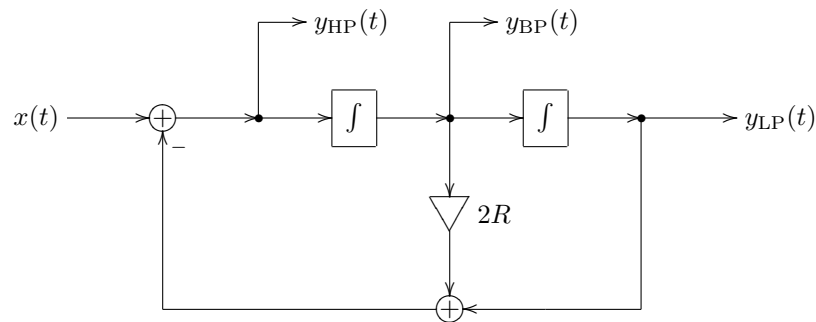 y_HP(t) y_BP(t)
x(t) + ∫ ∫ y_LP(t)
−
2R
+